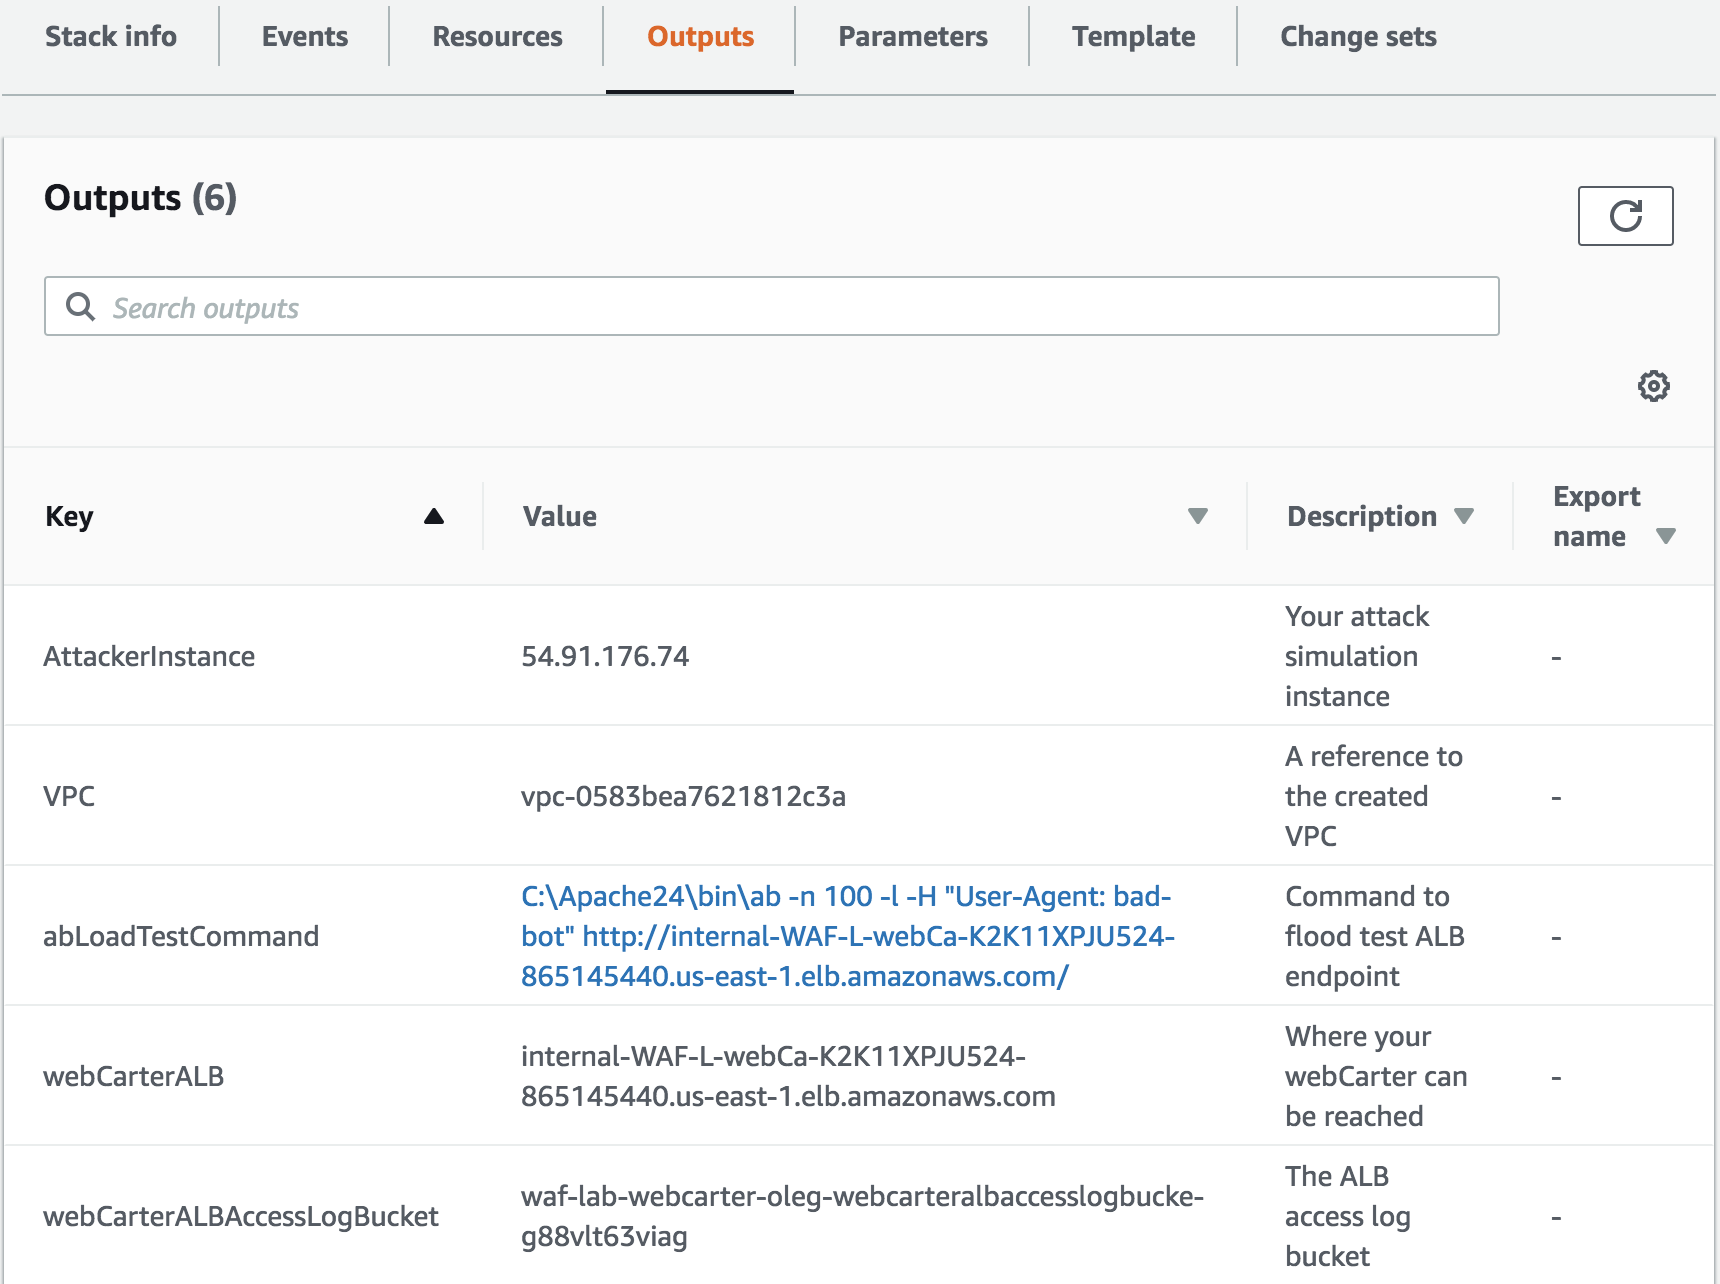 Stack info
Events
Resources
Outputs
Parameters
Template
Change sets
Outputs (6)
Search outputs
Key
Value
Description
Export
name
AttackerInstance
54.91.176.74
Your attack
simulation
instance
-
VPC
vpc-0583bea7621812c3a
A reference to
the created
VPC
-
abLoadTestCommand
C:\Apache24\bin\ab -n 100 -l -H "User-Agent: bad-
bot" http://internal-WAF-L-webCa-K2K11XPJU524-
865145440.us-east-1.elb.amazonaws.com/
Command to
flood test ALB
endpoint
-
webCarterALB
internal-WAF-L-webCa-K2K11XPJU524-
865145440.us-east-1.elb.amazonaws.com
Where your
webCarter can
be reached
-
webCarterALBAccessLogBucket
waf-lab-webcarter-oleg-webcarteralbaccesslogbucke-
g88vlt63viag
The ALB
access log
bucket
-